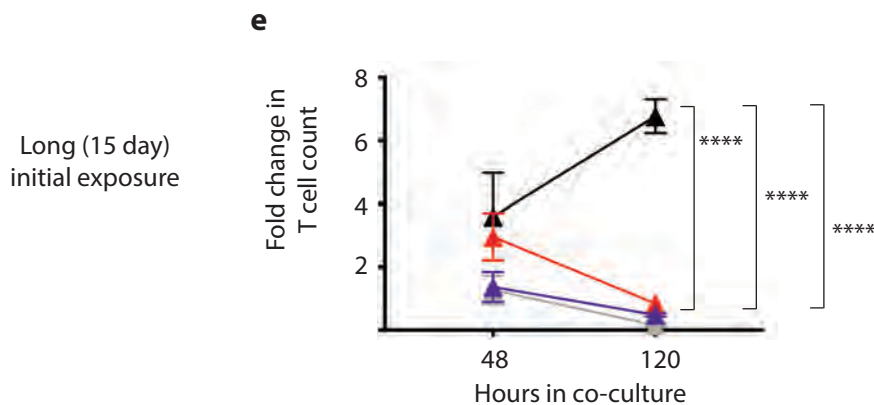 e
Long (15 day)
initial exposure
Fold change in
T cell count
8
6
4
2
****
****
****
48
120
Hours in co-culture